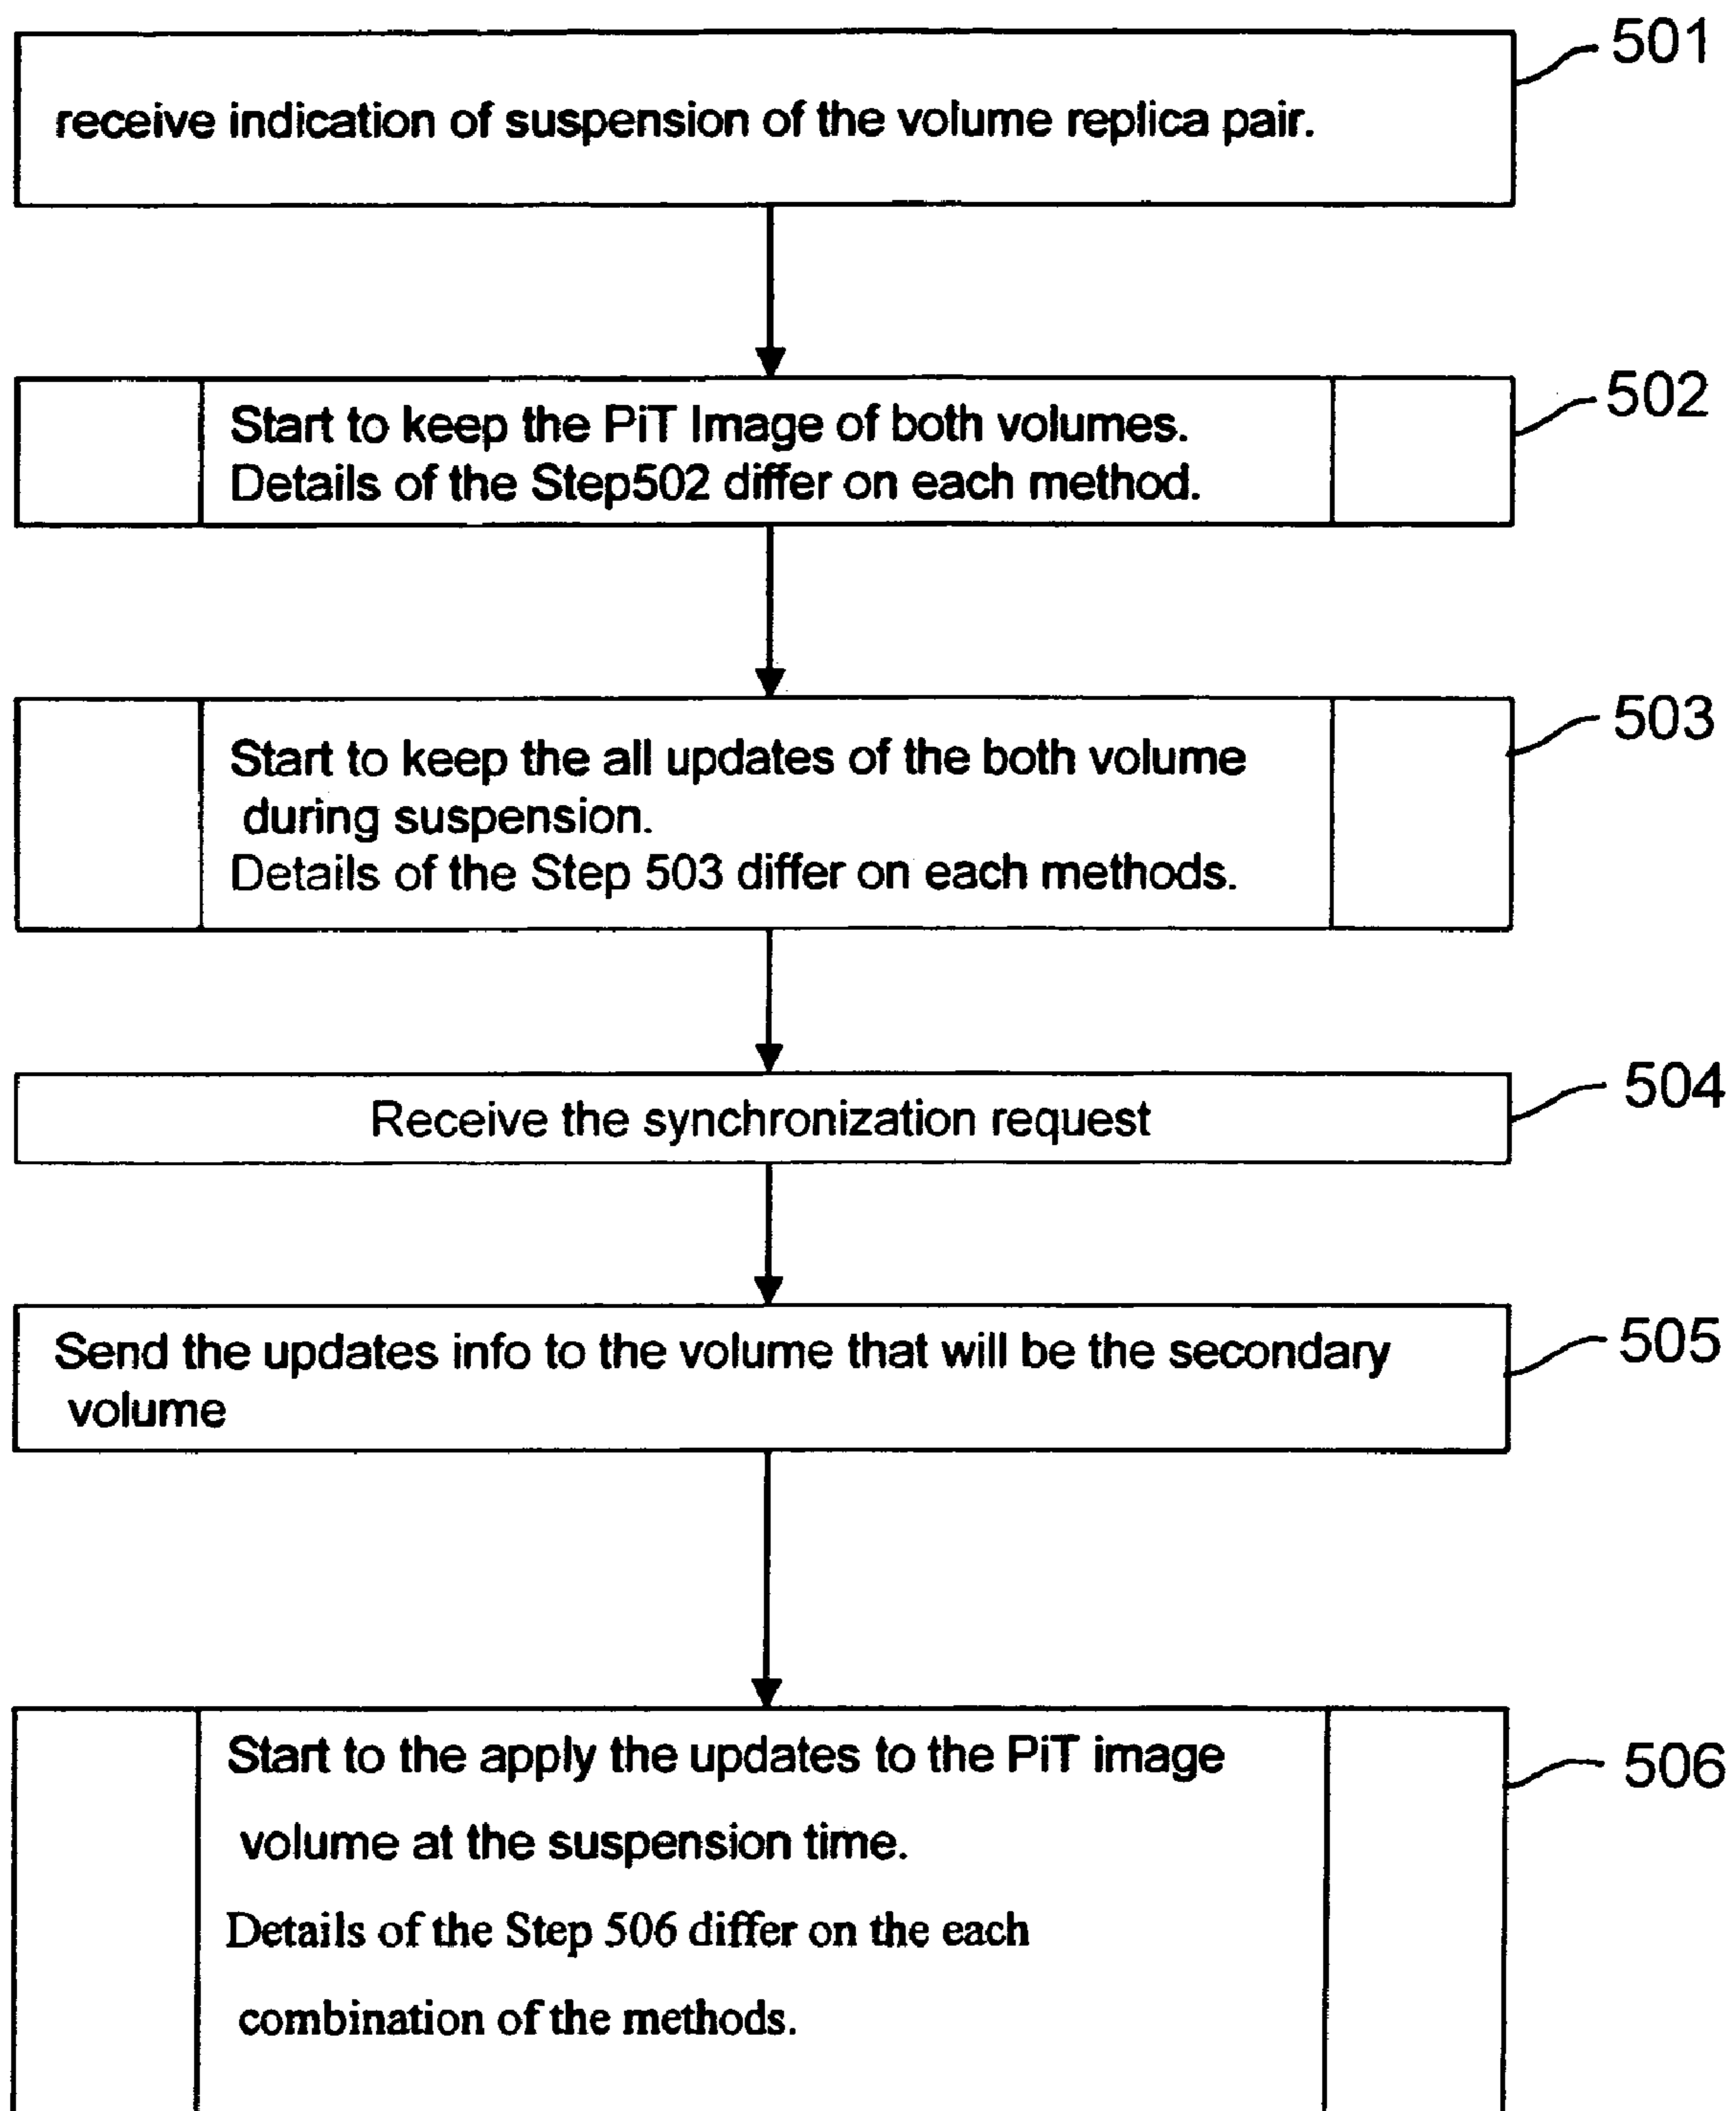 501
receive indication of suspension of the volume replica pair.
502
Start to keep the PiT Image of both volumes.
Details of the Step502 differ on each method.
503
Start to keep the all updates of the both volume
during suspension.
Details of the Step 503 differ on each methods.
504
Receive the synchronization request
505
Send the updates info to the volume that will be the secondary
volume
506
Start to the apply the updates to the PiT image
volume at the suspension time.
Details of the Step 506 differ on the each
combination of the methods.